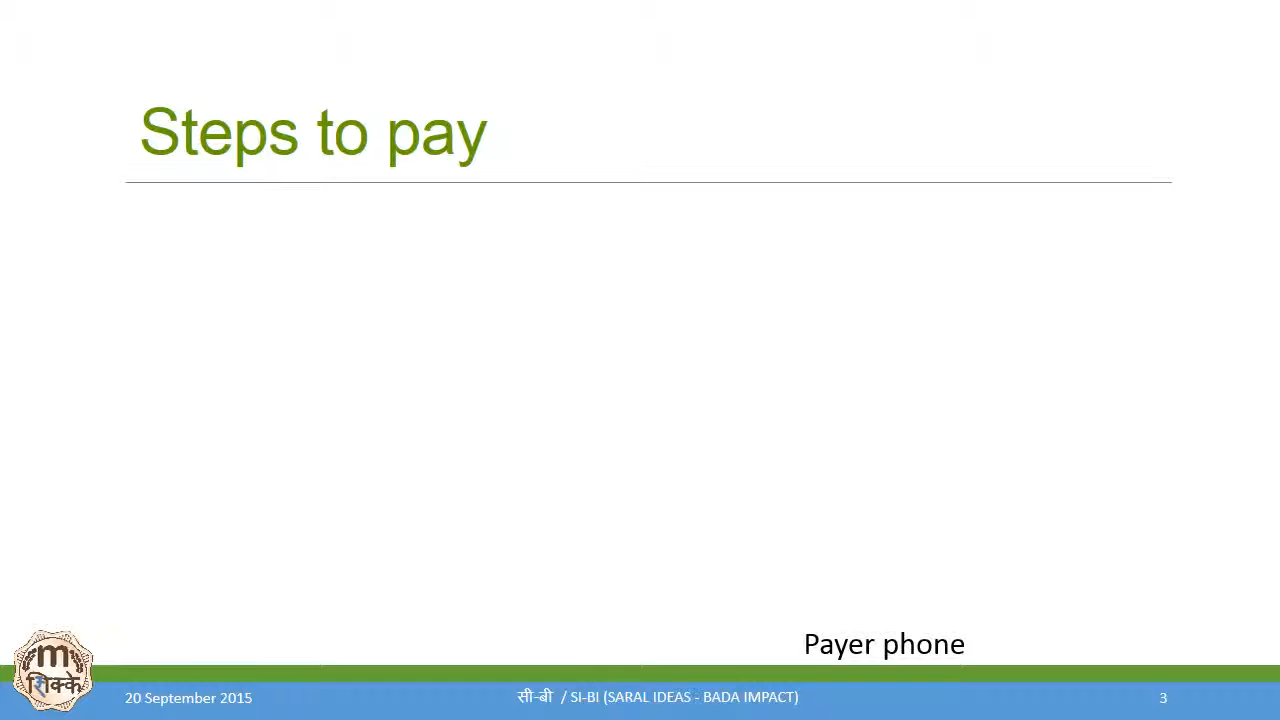 Steps to pay
Payer phone
m
शिक्के
20 September 2015
सी-बी / SI-BI (SARAL IDEAS - BADA IMPACT)
3